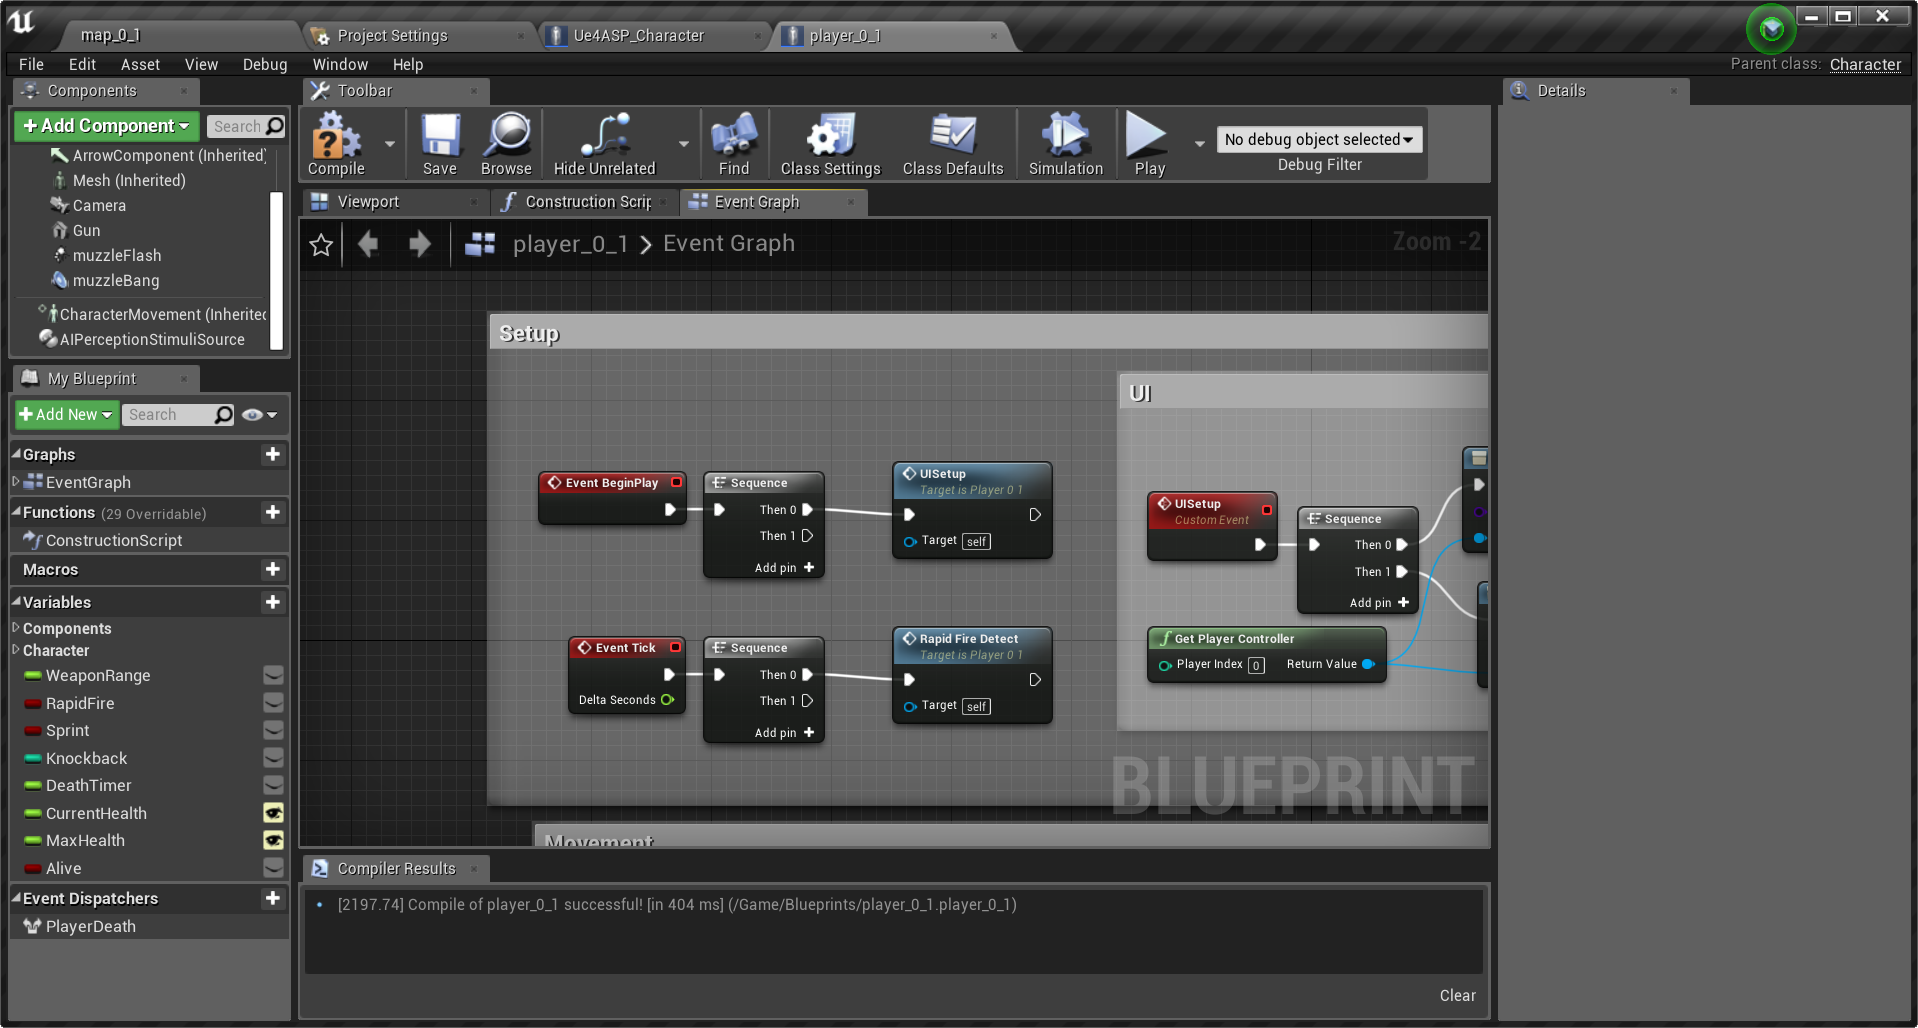 map_0_1
Project Settings
Ue4ASP_Character
player_0_1
File Edit Asset View Debug Window Help
Parent class: Character
Components
Toolbar
Details
Add Component
Search
ArrowComponent (Inherited)
Mesh (Inherited)
Camera
Gun
muzzleFlash
muzzleBang
CharacterMovement (Inherited
AIPerceptionStimuliSource
Compile
Save
Browse
Hide Unrelated
Find
Class Settings
Class Defaults
Simulation
Play
No debug object selected
Debug Filter
Viewport
Construction Scrip
Event Graph
player_0_1 > Event Graph
Zoom -2
My Blueprint
Add New
Search
Graphs
EventGraph
Functions (29 Overridable)
ConstructionScript
Macros
Variables
Components
Character
WeaponRange
RapidFire
Sprint
Knockback
DeathTimer
CurrentHealth
MaxHealth
Alive
Event Dispatchers
PlayerDeath
Setup
Event BeginPlay
Sequence
Then 0
Then 1
Add pin
UISetup
Target is Player 0 1
Target self
Event Tick
Delta Seconds
Sequence
Then 0
Then 1
Add pin
Rapid Fire Detect
Target is Player 0 1
Target self
UI
UISetup
Custom Event
Sequence
Then 0
Then 1
Add pin
Get Player Controller
Player Index 0
Return Value
BLUEPRINT
Movement
Compiler Results
[2197.74] Compile of player_0_1 successful! [in 404 ms] (/Game/Blueprints/player_0_1.player_0_1)
Clear